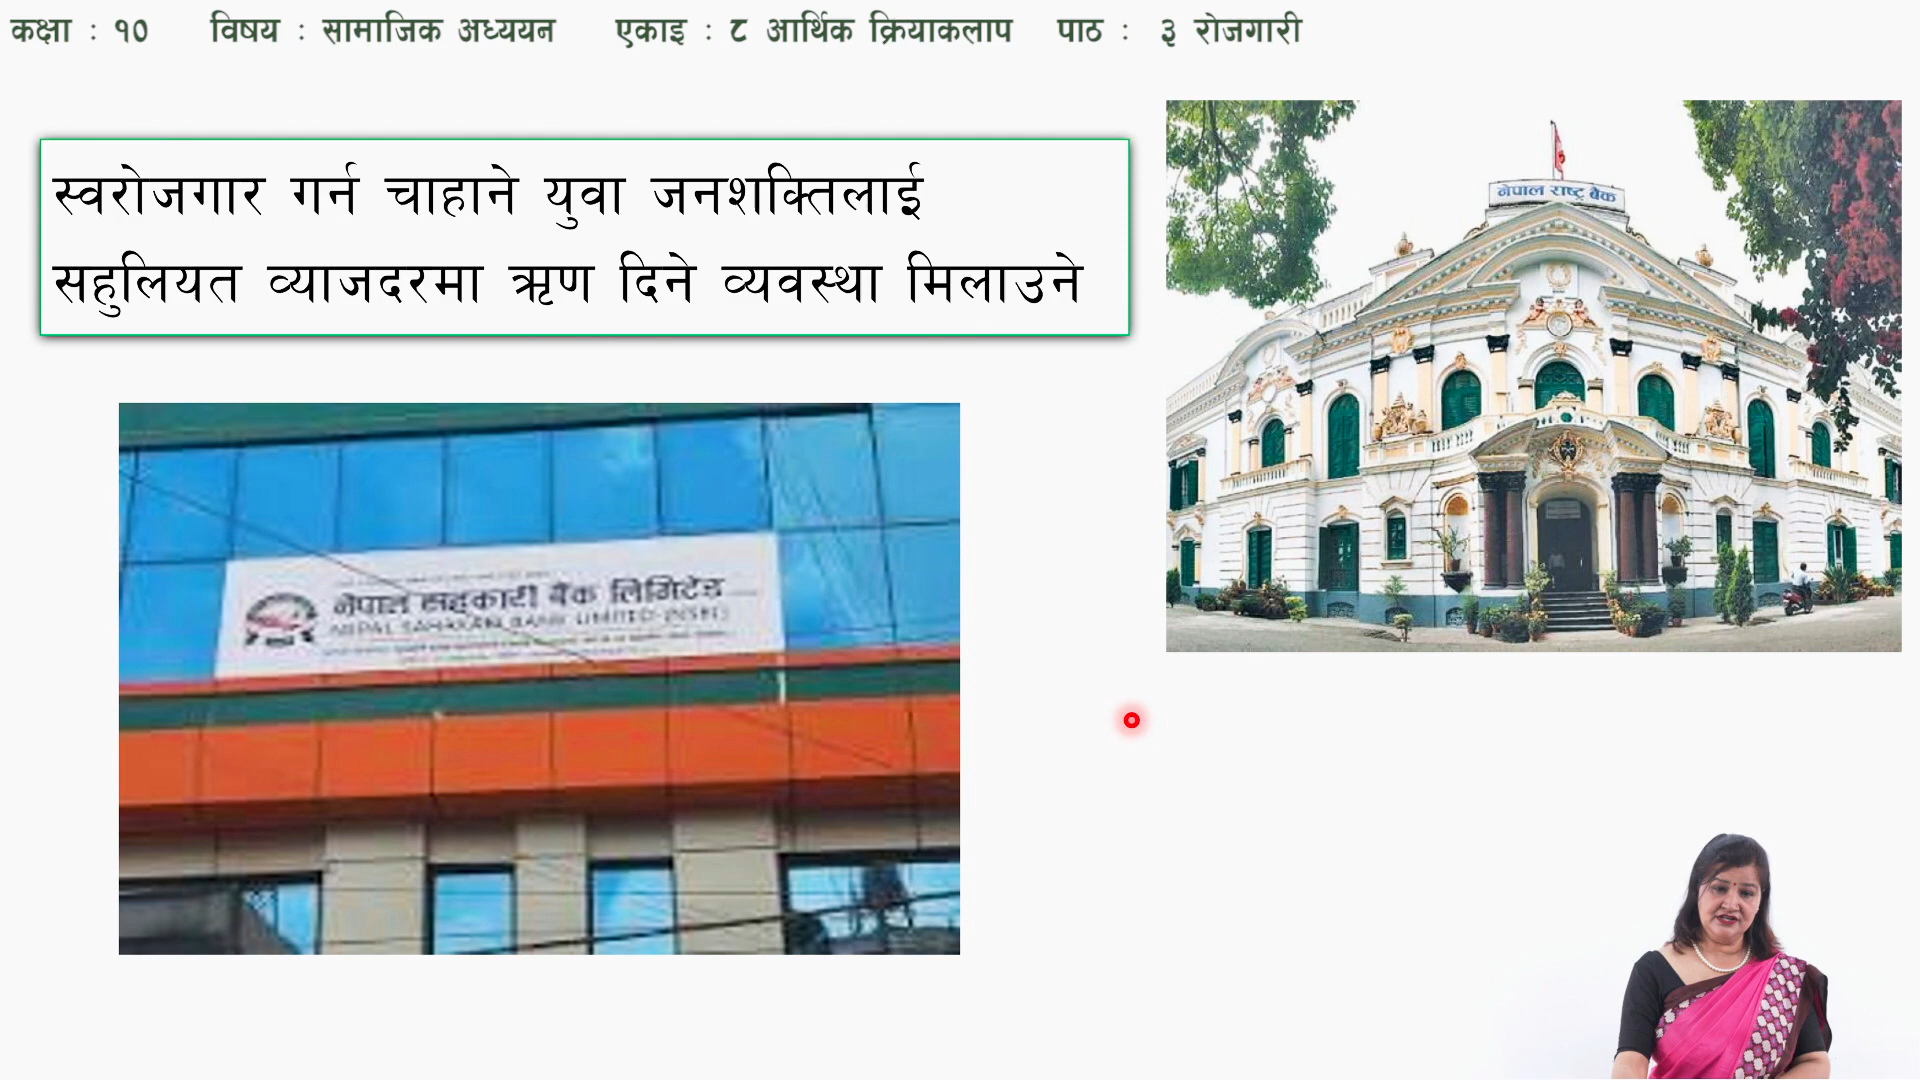 कक्षा : १० विषय : सामाजिक अध्ययन एकाइ : ८ आर्थिक क्रियाकलाप पाठ : ३ रोजगारी
स्वरोजगार गर्न चाहाने युवा जनशक्तिलाई
सहुलियत व्याजदरमा ऋण दिने व्यवस्था मिलाउने
नेपाल राष्ट्र बैंक
नेपाल सहकारी बैंक लिमिटेड
NEPAL SAHAKARI BANK LIMITED (NSBL)